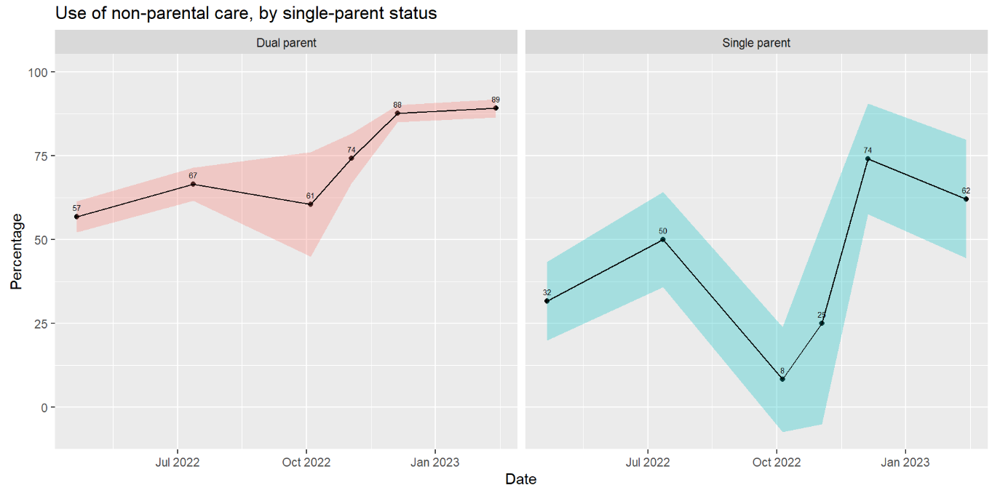 Use of non-parental care, by single-parent status
Dual parent
Single parent
Percentage
100
75
50
25
0
57
67
61
74
88
89
32
50
8
25
74
62
Jul 2022
Oct 2022
Jan 2023
Jul 2022
Oct 2022
Jan 2023
Date